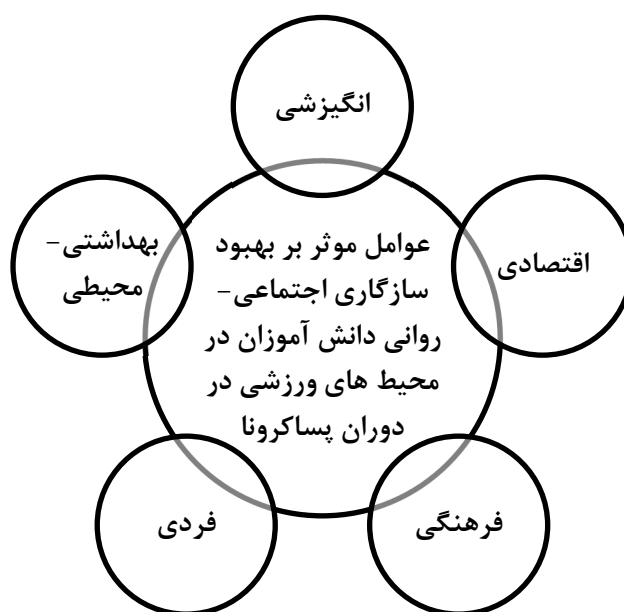 انگیزشی
بهداشتی-
محیطی
اقتصادی
عوامل موثر بر بهبود
سازگاری اجتماعی-
روانی دانش آموزان در
محیط های ورزشی در
دوران پساکرونا
فردی
فرهنگی